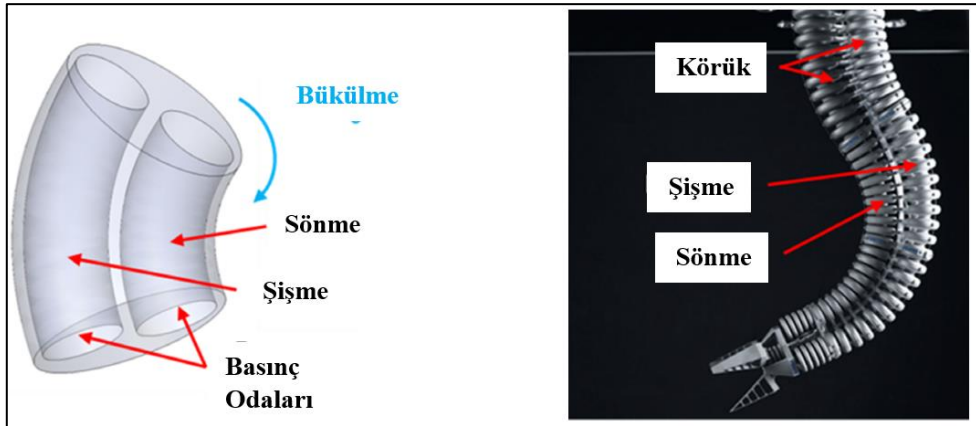 Bükülme
Sönme
Şişme
Basınç
Odaları
Körük
Şişme
Sönme